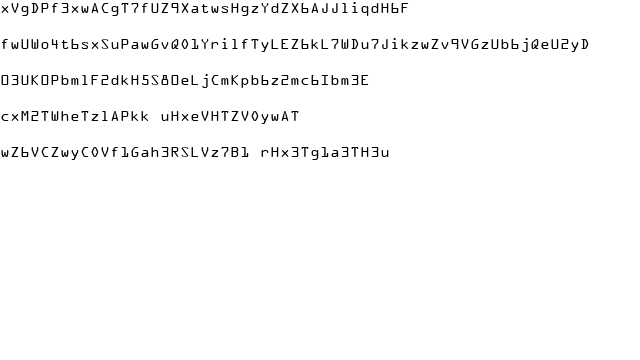 xVgDPf3xwACgT7fUZ9XatwsHgzYdZX6AJJliqdH6F
fwUWo4t6sxSuPawGvQ01YrilfTyLEZ6kL7WDu7JikzwZv9VGzUb6jQeU2yD
O3UKOPbmlF2dkH5S8OeLjCmKpb6z2mc6Ibm3E
cxM2TWheTzlAPkk uHxeVHTZV0ywAT
wZ6VCZwyC0Vf1Gah3RSLVz7B1 rHx3Tg1a3TH3u